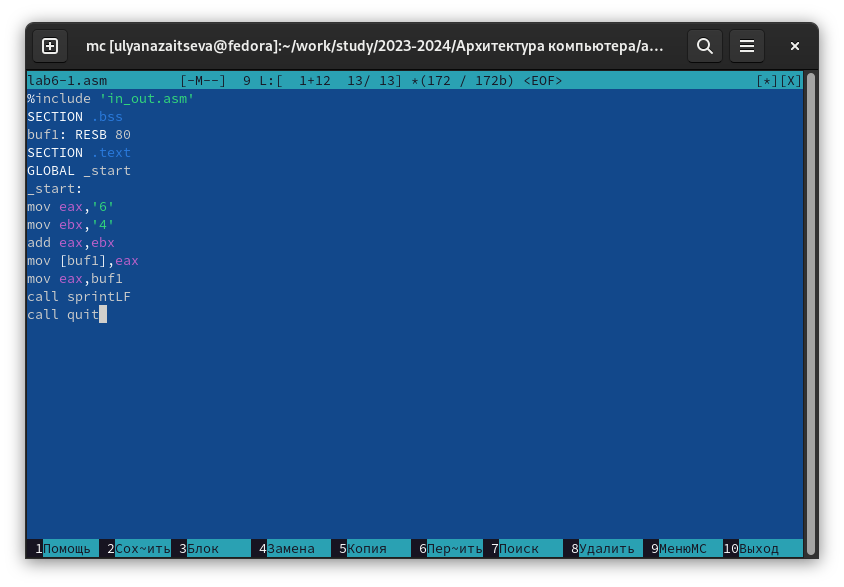 mc [ulyanazaitseva@fedora]:~/work/study/2023-2024/Архитектура компьютера/a…
lab6-1.asm [-M--] 9 L:[ 1+12 13/ 13] *(172 / 172b) <EOF> [*][X]
%include 'in_out.asm'
SECTION .bss
buf1: RESB 80
SECTION .text
GLOBAL _start
_start:
mov eax,'6'
mov ebx,'4'
add eax,ebx
mov [buf1],eax
mov eax,buf1
call sprintLF
call quit
1Помощь 2Сох~ить 3Блок 4Замена 5Копия 6Пер~ить 7Поиск 8Удалить 9МенюMC 10Выход